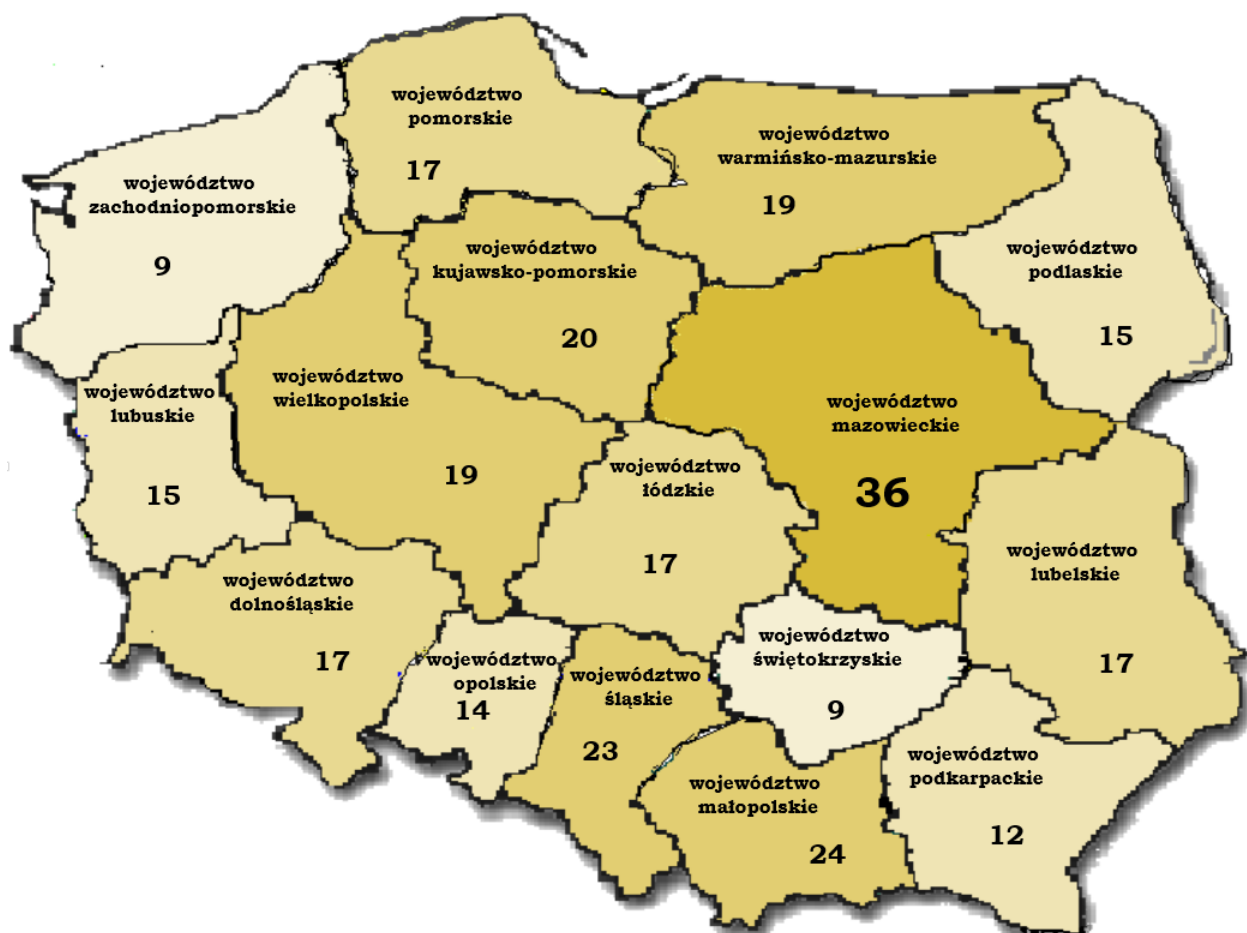 województwo
pomorskie
17
województwo
warmińsko-mazurskie
19
województwo
zachodniopomorskie
9
województwo
kujawsko-pomorskie
20
województwo
podlaskie
15
województwo
lubuskie
15
województwo
wielkopolskie
19
województwo
mazowieckie
36
województwo
łódzkie
17
województwo
lubelskie
17
województwo
dolnośląskie
17
województwo
opolskie
14
województwo
śląskie
23
województwo
świętokrzyskie
9
województwo
małopolskie
24
województwo
podkarpackie
12